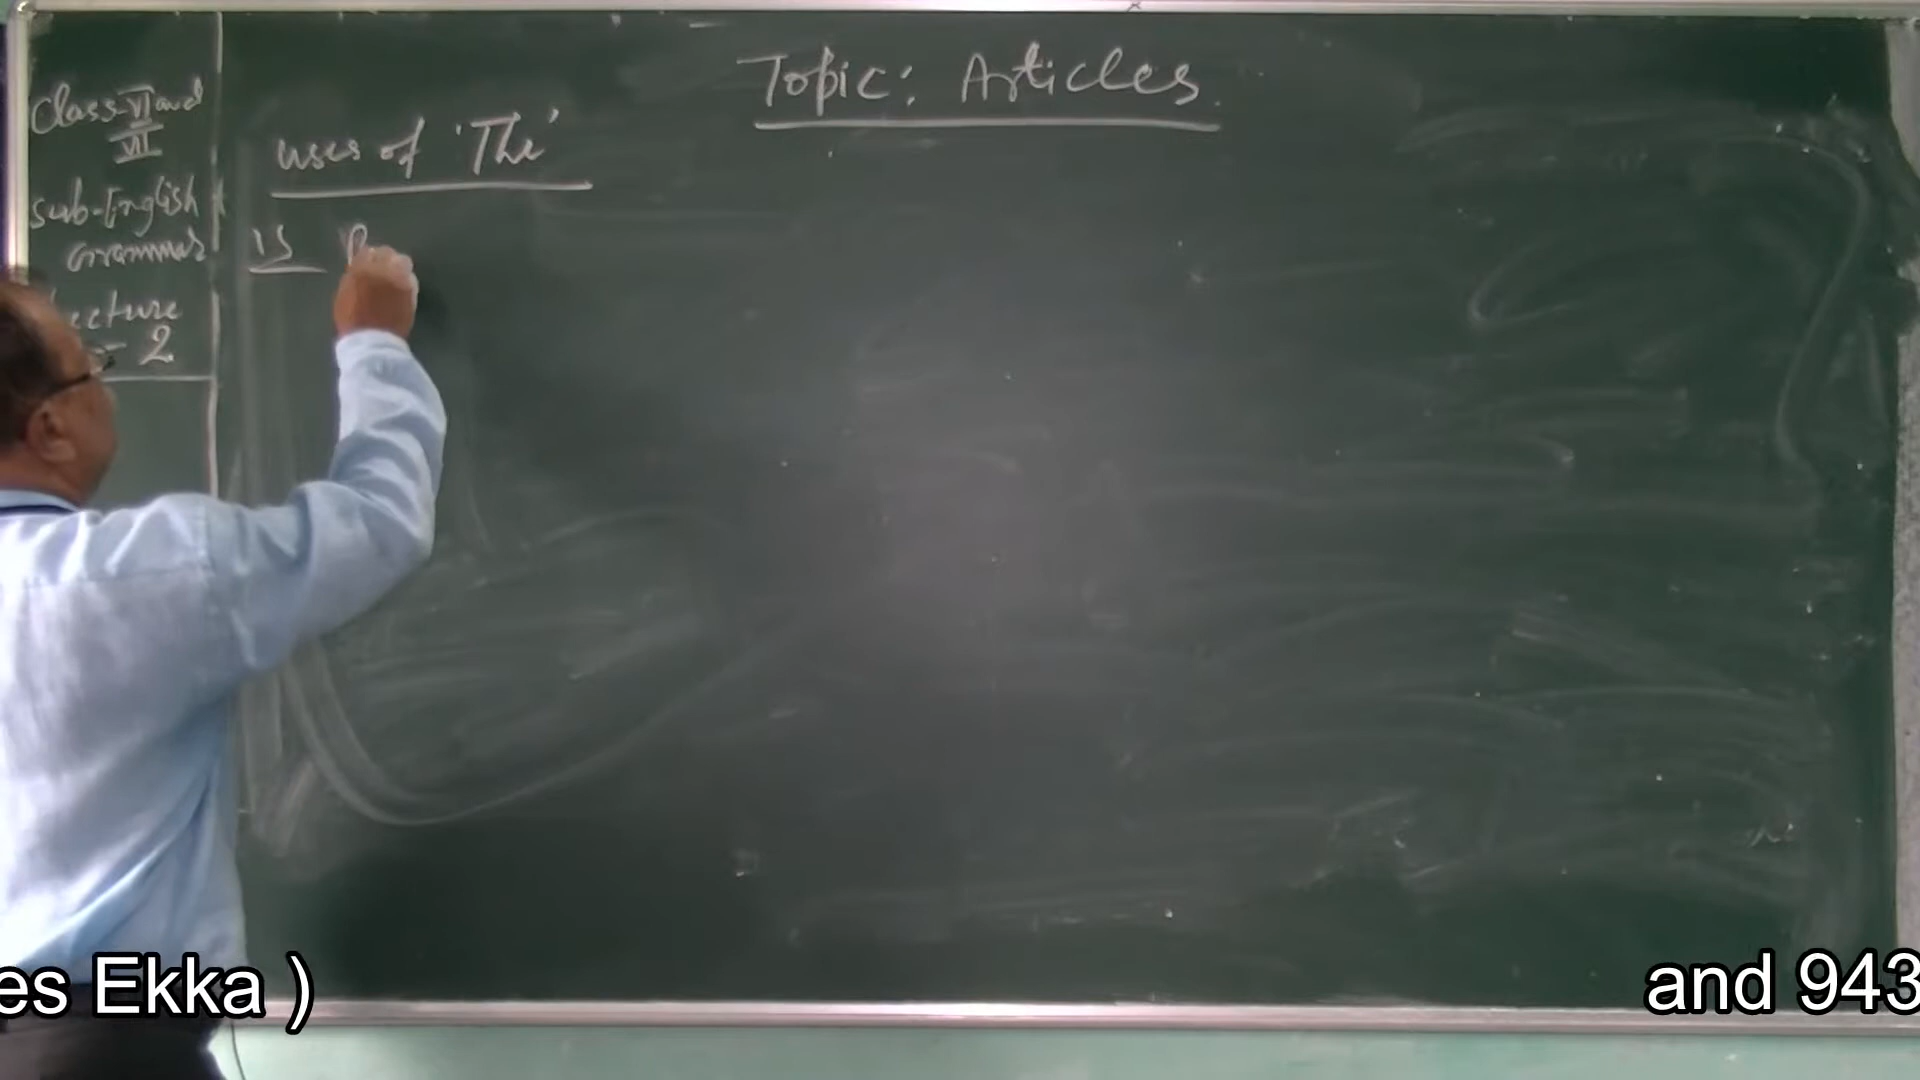 Topic: Articles
Class-VI and
VII
Sub-English
Grammar
ecture
- 2
uses of 'The'
1)
es Ekka )
and 943